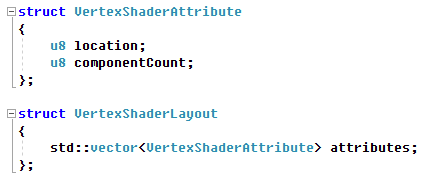 struct VertexShaderAttribute
{
    u8 location;
    u8 componentCount;
};
struct VertexShaderLayout
{
    std::vector<VertexShaderAttribute> attributes;
};